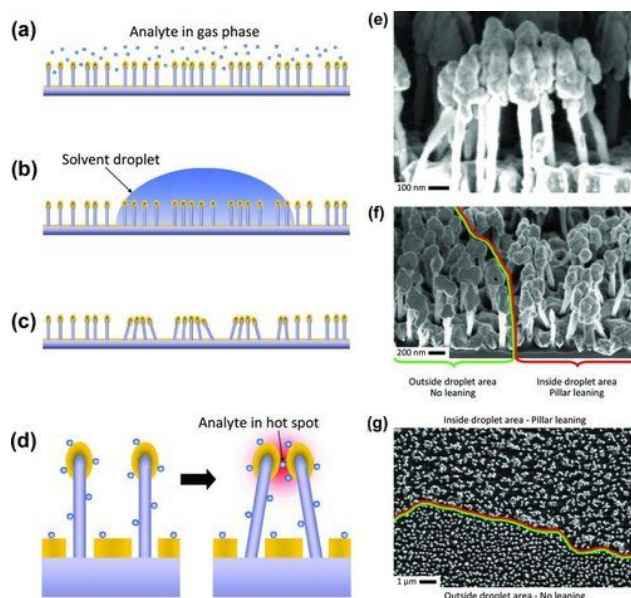 (a)
Analyte in gas phase
(b)
Solvent droplet
(c)
(d)
Analyte in hot spot
(e)
100 nm
(f)
200 nm
Outside droplet area
No leaning
Inside droplet area
Pillar leaning
(g)
Inside droplet area - Pillar leaning
1 μm
Outside droplet area - No leaning